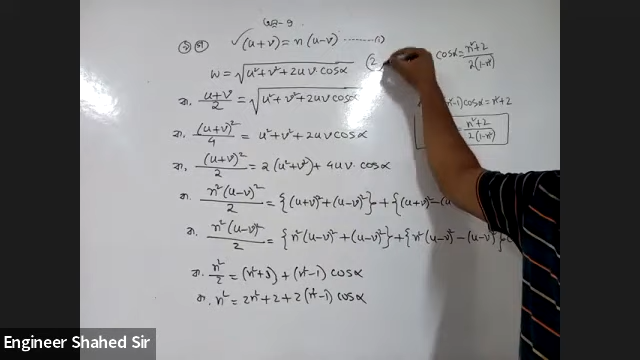 (u+v) = n (u-v) ---------(i)
w = √(u²+v²+2uv·cosα) (2
বা, (u+v)/2 = √(u²+v²+2uv cosα
বা, (u+v)²/4 = u²+v²+2uv cosα
বা, (u+v)²/2 = 2(u²+v²)+4uv·cosα
বা, n²(u-v)²/2 = {(u+v)²+(u-v)²}+{(u+v)²-(u
বা, n²(u-v)²/2 = {n²(u-v)²+(u-v)²}+{n²(u-v)²-(u-v)²
বা, n²/2 = (n²+1)+(n²-1) cosα
বা, n² = 2n²+2+2(n²-1) cosα
cosα = n²+2/2(1-n²)
n²-1) cosα = n²+2
= n²+2/2(1-n²)
Engineer Shahed Sir